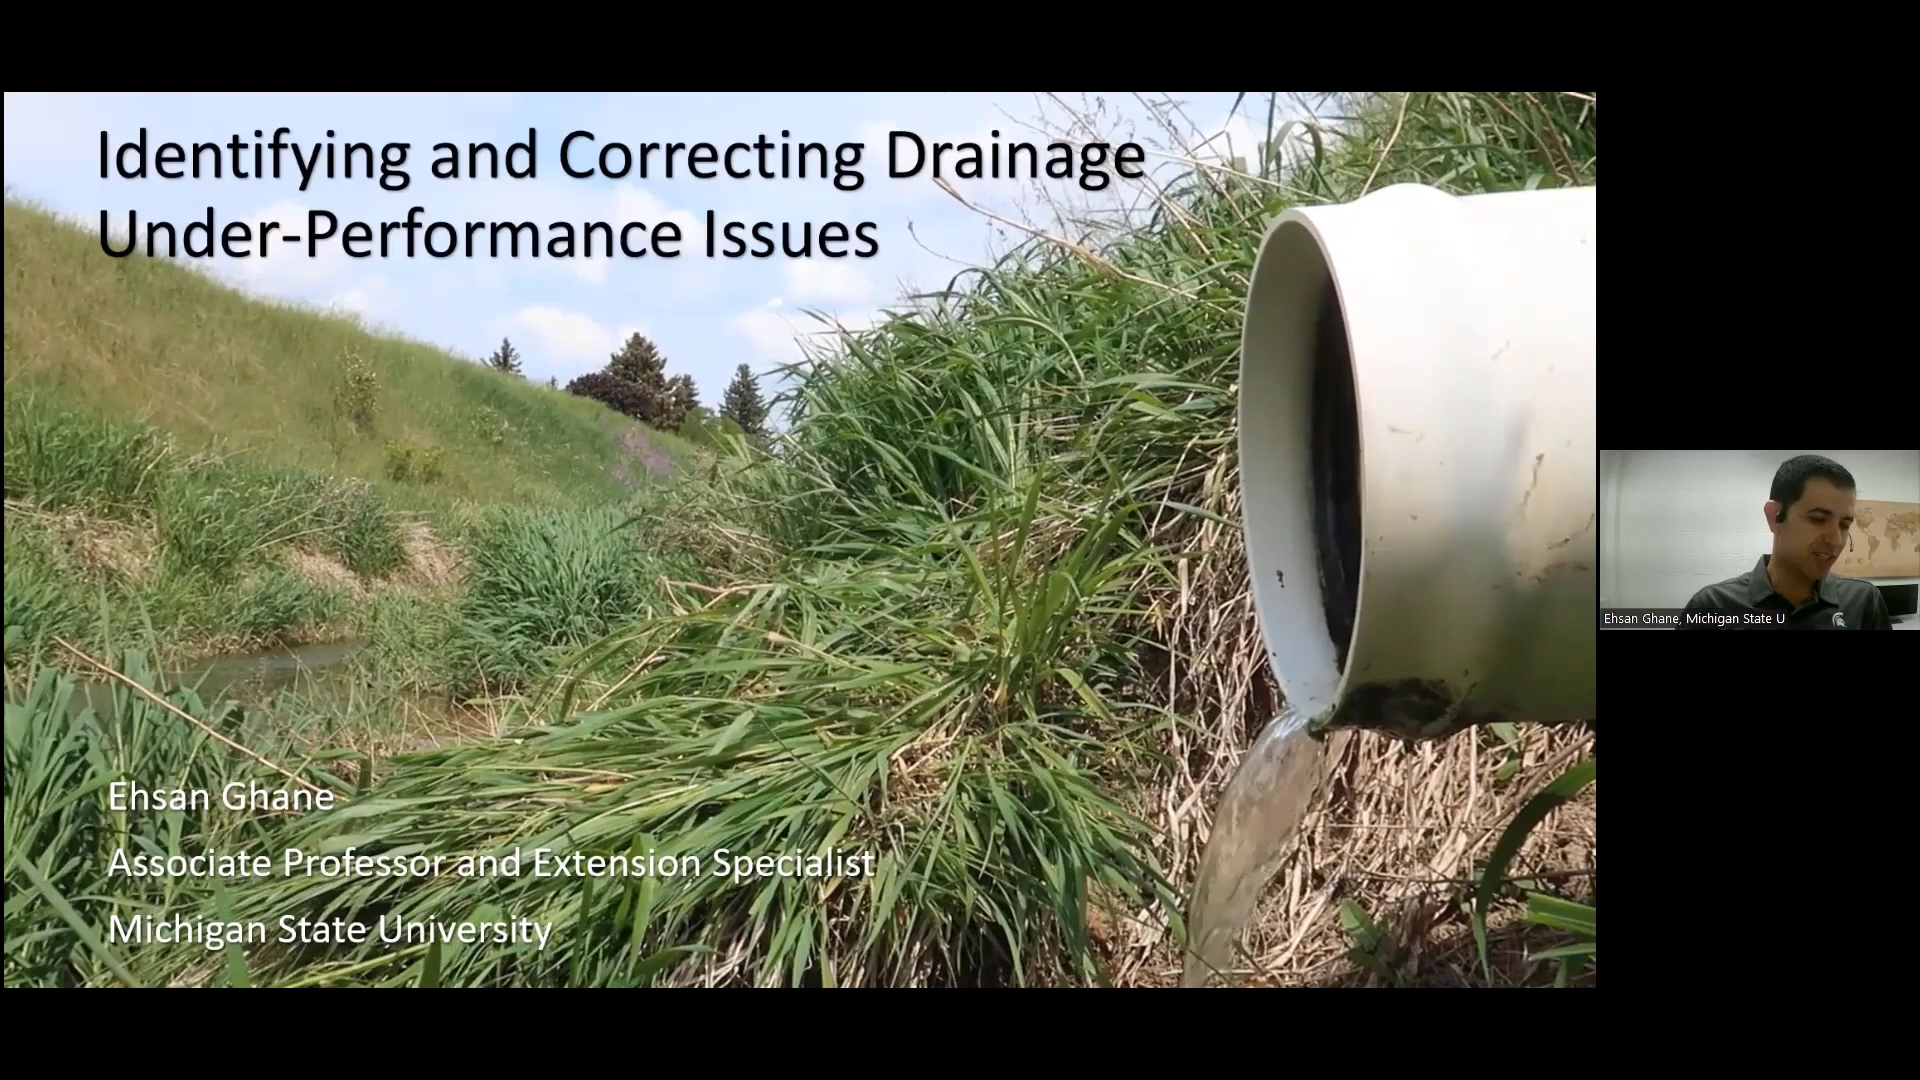 Identifying and Correcting Drainage
Under-Performance Issues
Ehsan Ghane
Associate Professor and Extension Specialist
Michigan State University
Ehsan Ghane, Michigan State U